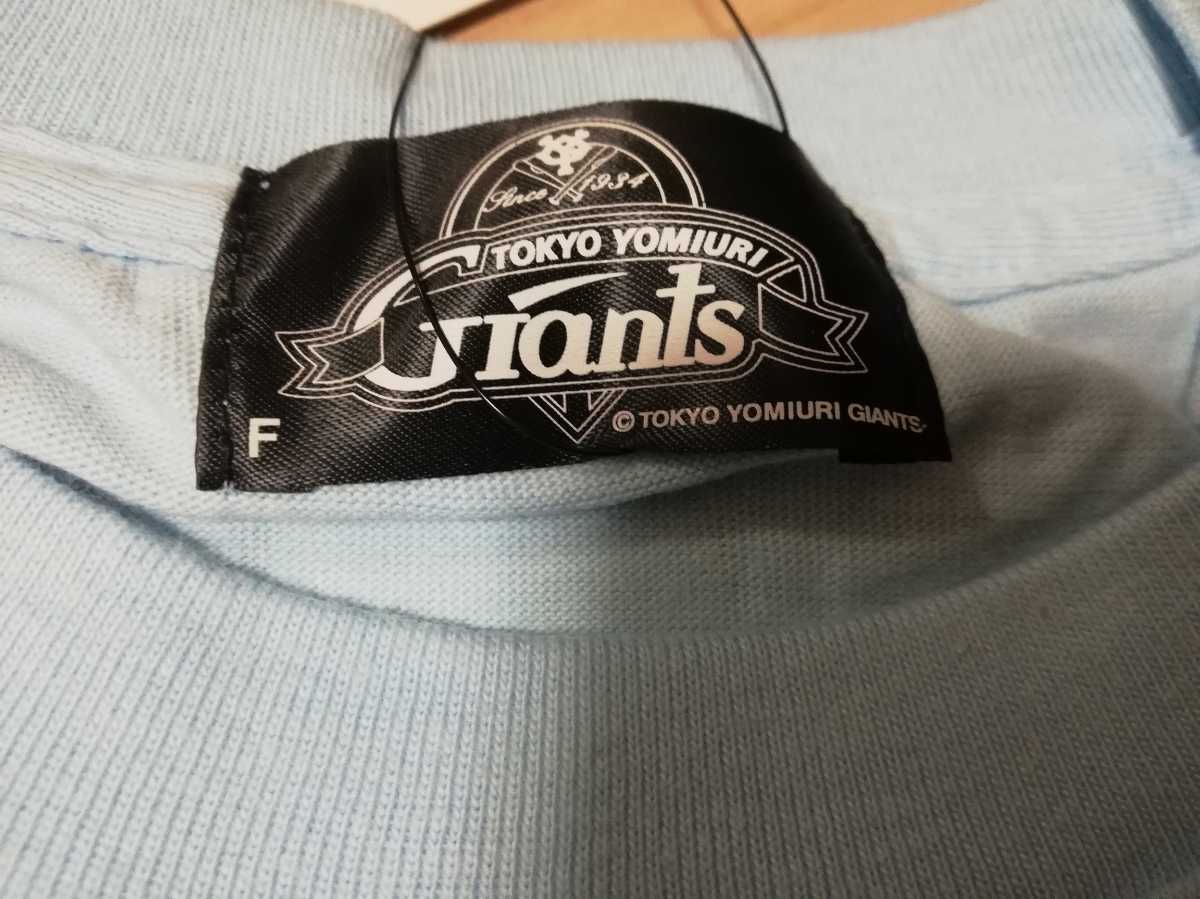 Since 1934
TOKYO YOMIURI
Giants
© TOKYO YOMIURI GIANTS
F